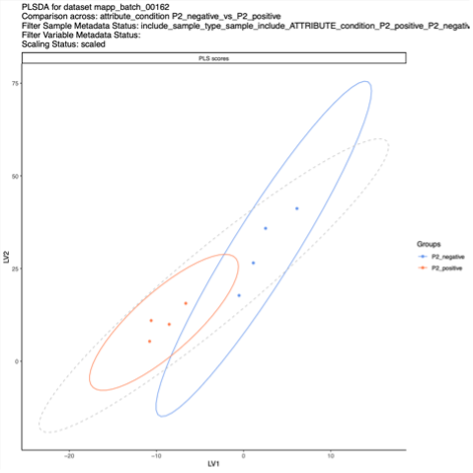 PLSDA for dataset mapp_batch_00162
Comparison across: attribute_condition P2_negative_vs_P2_positive
Filter Sample Metadata Status: include_sample_type_sample_include_ATTRIBUTE_condition_P2_positive_P2_negativ
Filter Variable Metadata Status:
Scaling Status: scaled
PLS scores
75
50
25
0
LV2
-20
-10
0
10
LV1
Groups
P2_negative
P2_positive